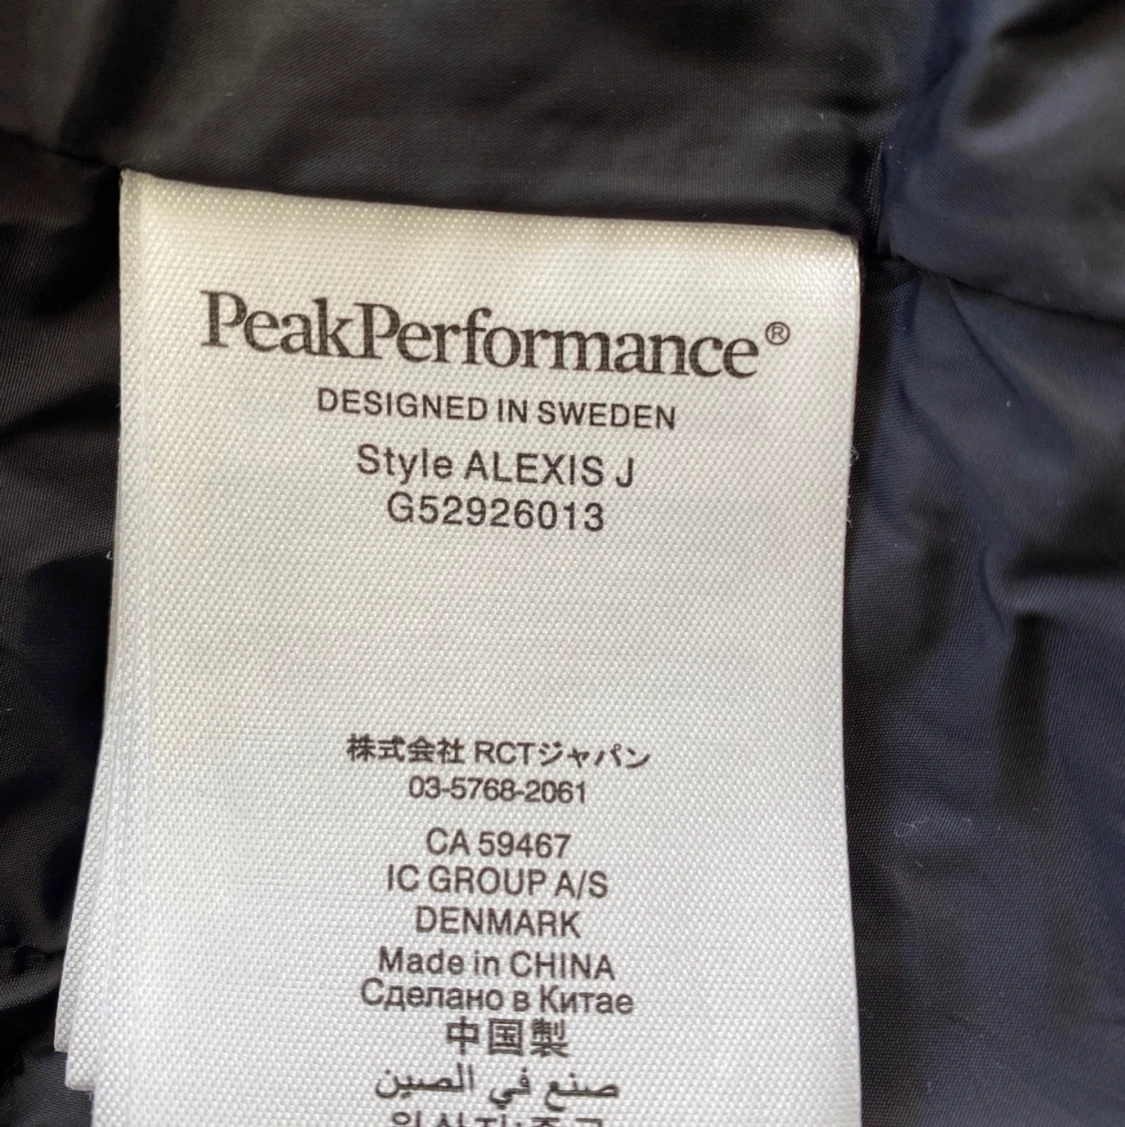 PeakPerformance®
DESIGNED IN SWEDEN
Style ALEXIS J
G52926013
株式会社 RCTジャパン
03-5768-2061
CA 59467
IC GROUP A/S
DENMARK
Made in CHINA
Сделано в Китае
中国製
صنع في الصين